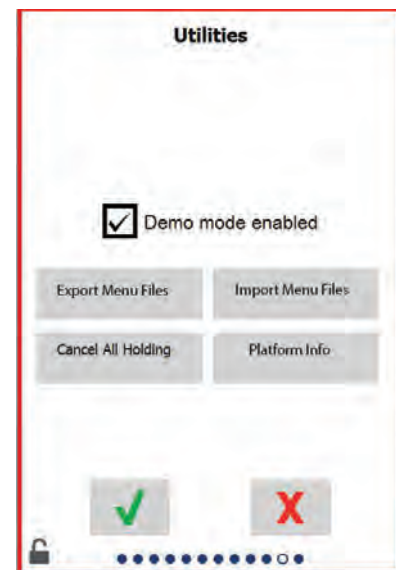 Utilities
Demo mode enabled
Export Menu Files
Import Menu Files
Cancel All Holding
Platform Info